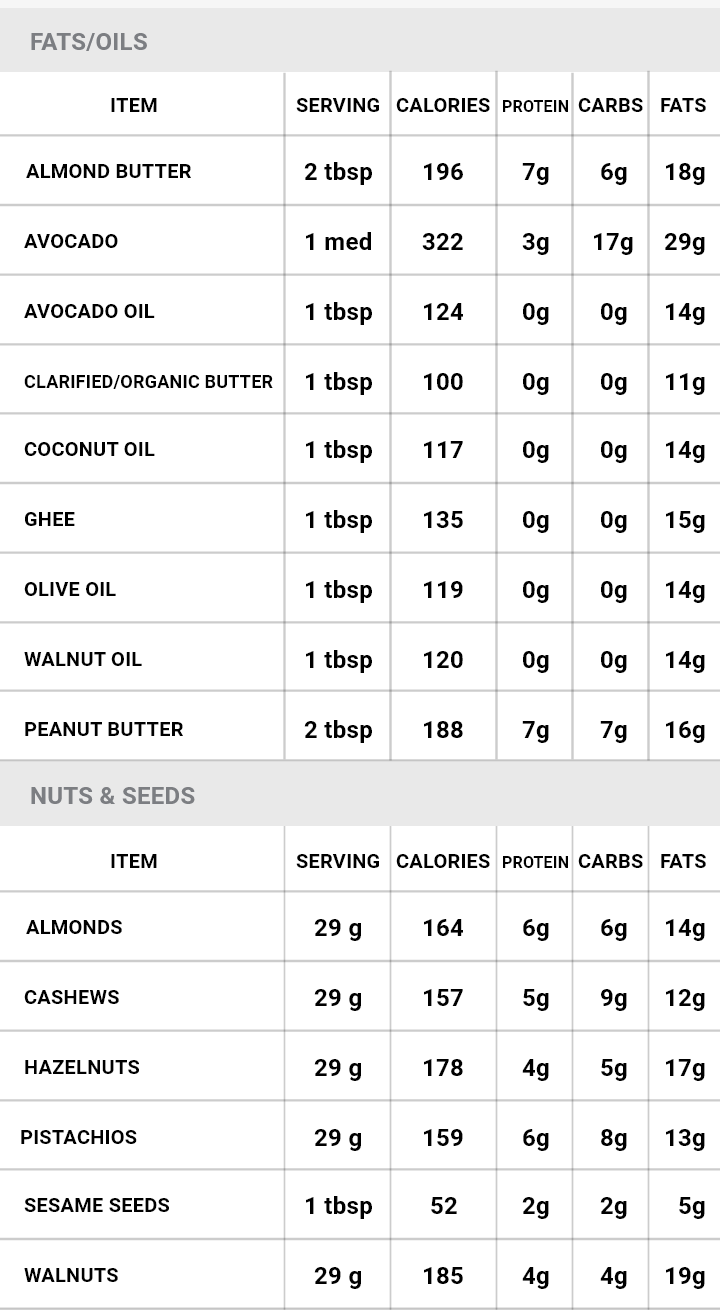 FATS/OILS
ITEM SERVING CALORIES PROTEIN CARBS FATS
ALMOND BUTTER 2 tbsp 196 7g 6g 18g
AVOCADO 1 med 322 3g 17g 29g
AVOCADO OIL 1 tbsp 124 0g 0g 14g
CLARIFIED/ORGANIC BUTTER 1 tbsp 100 0g 0g 11g
COCONUT OIL 1 tbsp 117 0g 0g 14g
GHEE 1 tbsp 135 0g 0g 15g
OLIVE OIL 1 tbsp 119 0g 0g 14g
WALNUT OIL 1 tbsp 120 0g 0g 14g
PEANUT BUTTER 2 tbsp 188 7g 7g 16g
NUTS & SEEDS
ITEM SERVING CALORIES PROTEIN CARBS FATS
ALMONDS 29 g 164 6g 6g 14g
CASHEWS 29 g 157 5g 9g 12g
HAZELNUTS 29 g 178 4g 5g 17g
PISTACHIOS 29 g 159 6g 8g 13g
SESAME SEEDS 1 tbsp 52 2g 2g 5g
WALNUTS 29 g 185 4g 4g 19g